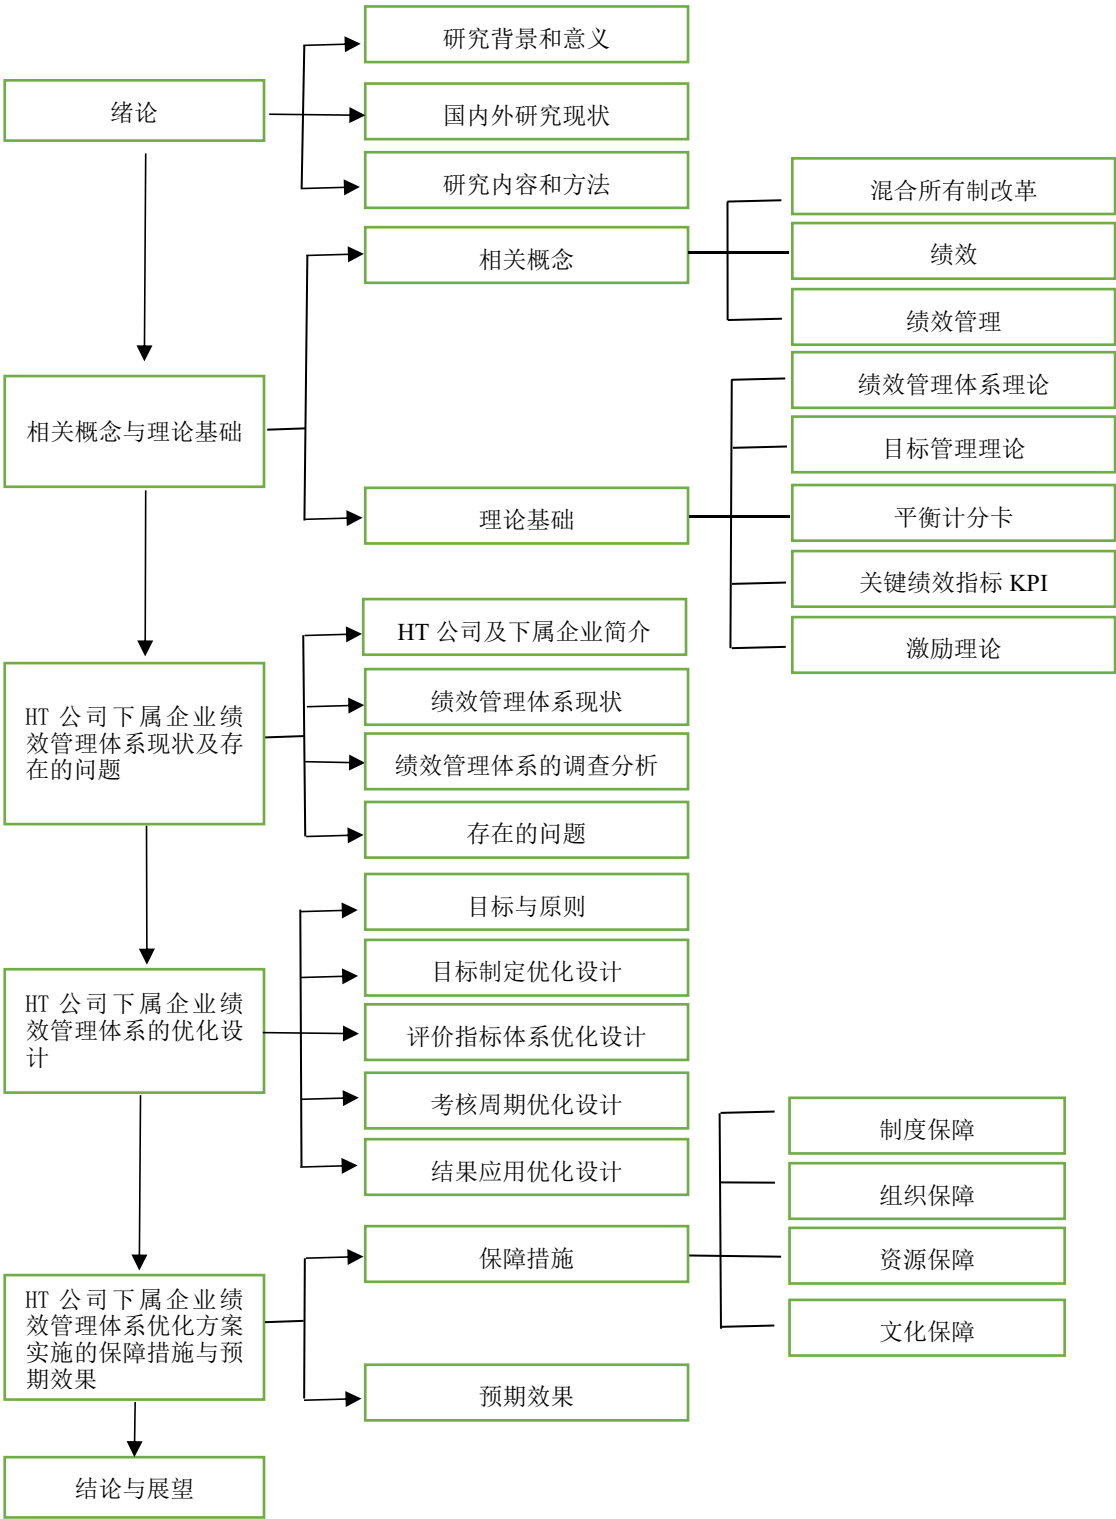 绪论
研究背景和意义
国内外研究现状
研究内容和方法
相关概念与理论基础
相关概念
混合所有制改革
绩效
绩效管理
理论基础
绩效管理体系理论
目标管理理论
平衡计分卡
关键绩效指标 KPI
激励理论
HT 公司下属企业绩
效管理体系现状及存
在的问题
HT 公司及下属企业简介
绩效管理体系现状
绩效管理体系的调查分析
存在的问题
HT 公司下属企业绩
效管理体系的优化设
计
目标与原则
目标制定优化设计
评价指标体系优化设计
考核周期优化设计
结果应用优化设计
HT 公司下属企业绩
效管理体系优化方案
实施的保障措施与预
期效果
保障措施
制度保障
组织保障
资源保障
文化保障
预期效果
结论与展望